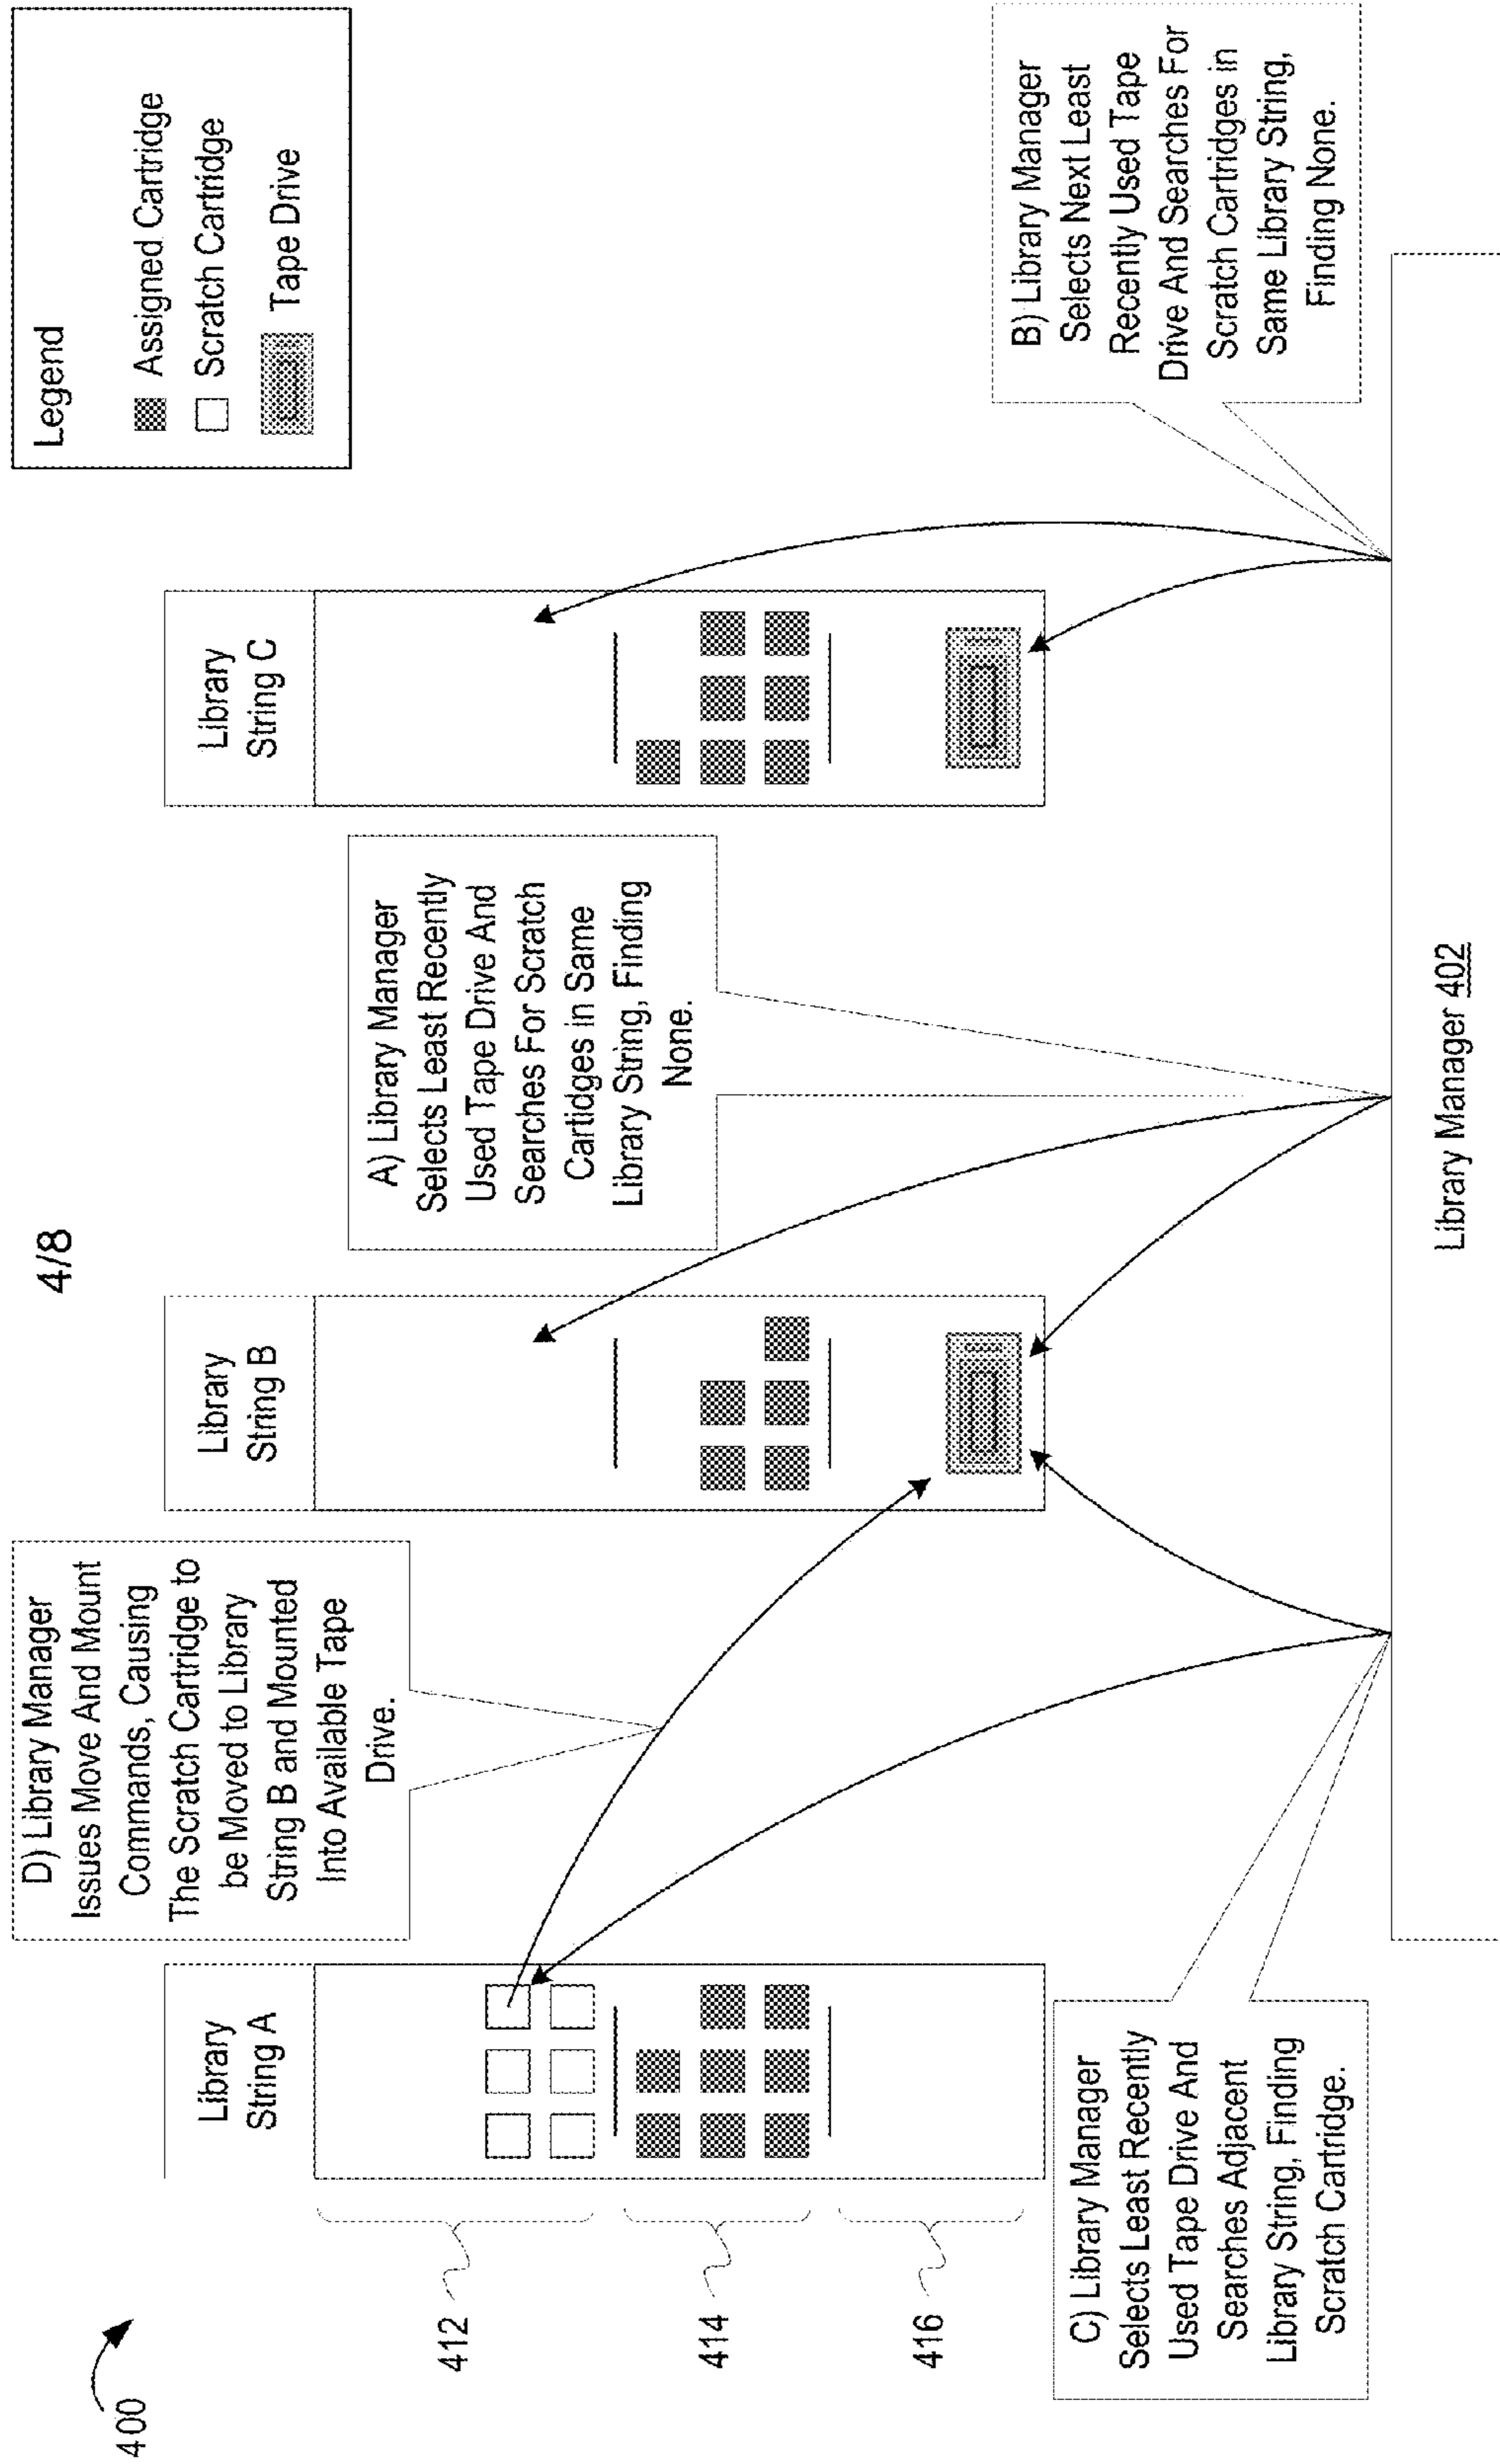 4/8
400
Legend
Assigned Cartridge
Scratch Cartridge
Tape Drive
D) Library Manager
Issues Move And Mount
Commands, Causing
The Scratch Cartridge to
be Moved to Library
String B and Mounted
Into Available Tape
Drive.
Library
String A
Library
String B
Library
String C
412
414
416
A) Library Manager
Selects Least Recently
Used Tape Drive And
Searches For Scratch
Cartidges in Same
Library String, Finding
None.
B) Library Manager
Selects Next Least
Recently Used Tape
Drive And Searches For
Scratch Cartridges in
Same Library String,
Finding None.
C) Library Manager
Selects Least Recently
Used Tape Drive And
Searches Adjacent
Library String, Finding
Scratch Cartridge.
Library Manager 402